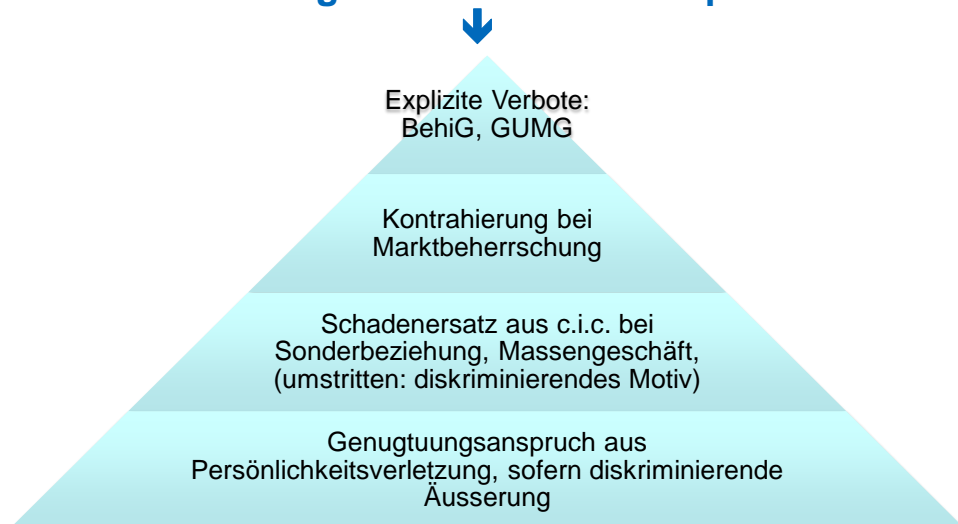 Explizite Verbote:
BehiG, GUMG
Kontrahierung bei
Marktbeherrschung
Schadenersatz aus c.i.c. bei
Sonderbeziehung, Massengeschäft,
(umstritten: diskriminierendes Motiv)
Genugtuungsanspruch aus
Persönlichkeitsverletzung, sofern diskriminierende
Äusserung